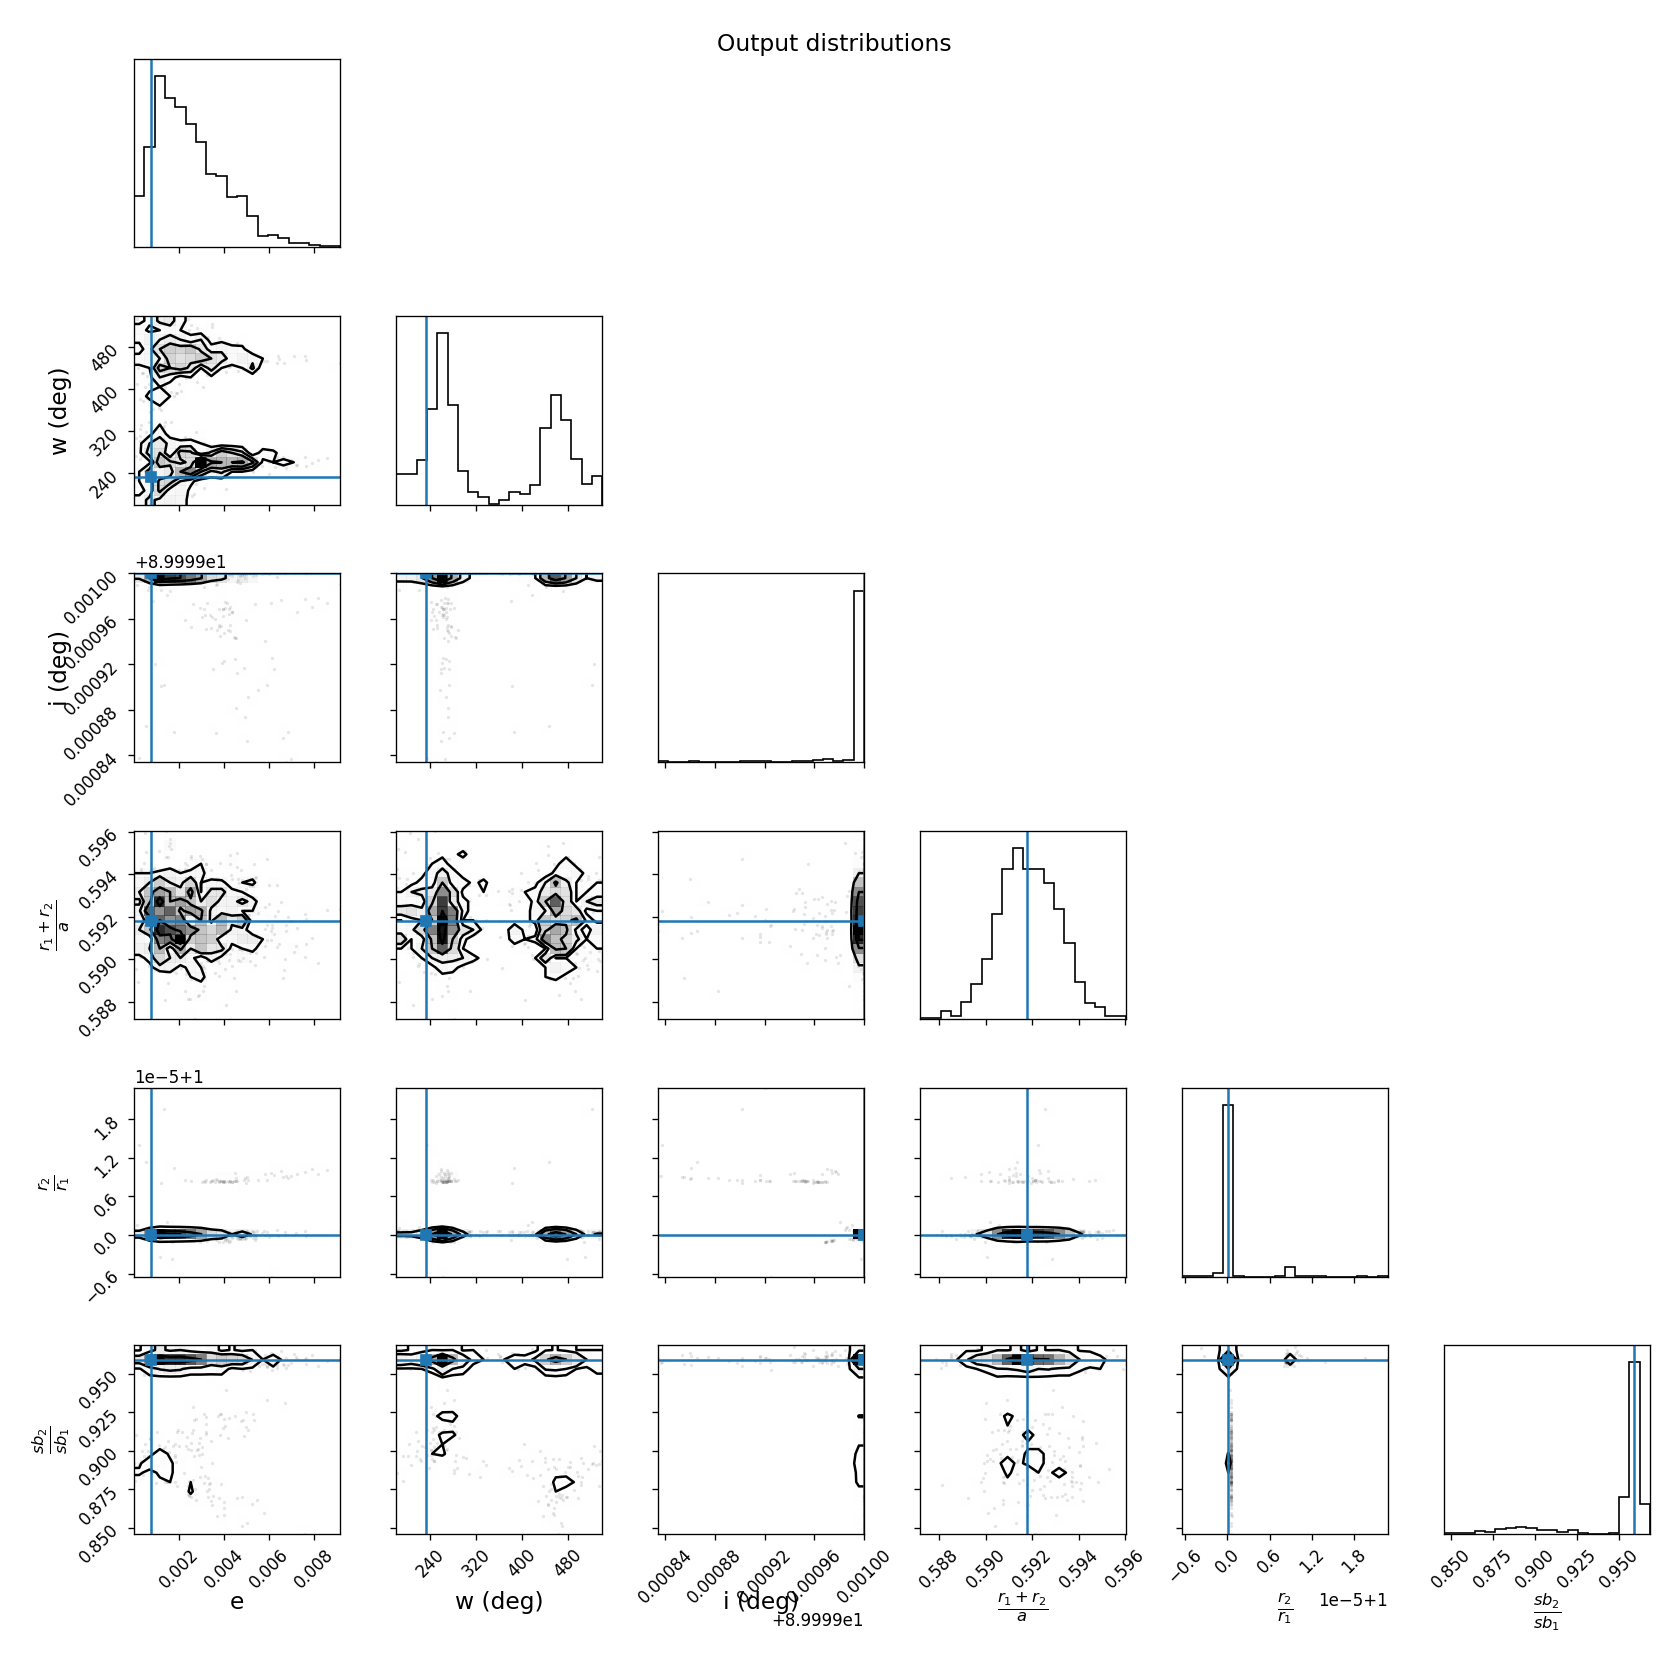 Output distributions
w (deg)
480
400
320
240
+8.9999e1
i (deg)
0.00100
0.00096
0.00092
0.00088
0.00084
r₁ + r₂
a
0.596
0.594
0.592
0.590
0.588
1e−5+1
r₂
r₁
1.8
1.2
0.6
0.0
−0.6
sb₂
sb₁
0.950
0.925
0.900
0.875
0.850
0.002 0.004 0.006 0.008
e
240 320 400 480
w (deg)
0.00084 0.00088 0.00092 0.00096 0.00100
i (deg)
+8.9999e1
0.588 0.590 0.592 0.594 0.596
r₁ + r₂
a
−0.6 0.0 0.6 1.2 1.8
r₂
r₁
1e−5+1
0.850 0.875 0.900 0.925 0.950
sb₂
sb₁